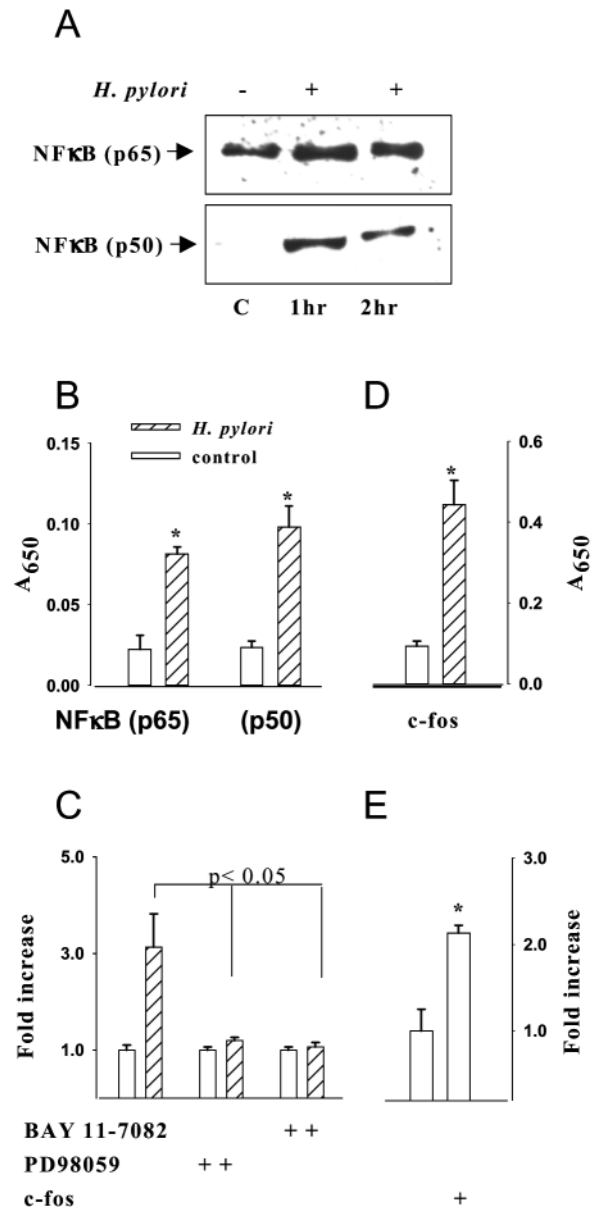 A
H. pylori - + +
NFκB (p65)
NFκB (p50)
C 1hr 2hr
B
H. pylori
control
0.15
0.10
0.05
0.00
A650
* *
NFκB (p65) (p50)
D
0.6
0.4
0.2
0.0
A650
*
c-fos
C
5.0
3.0
1.0
Fold increase
p< 0.05
BAY 11-7082 + +
PD98059 + +
c-fos +
E
3.0
2.0
1.0
Fold increase
*